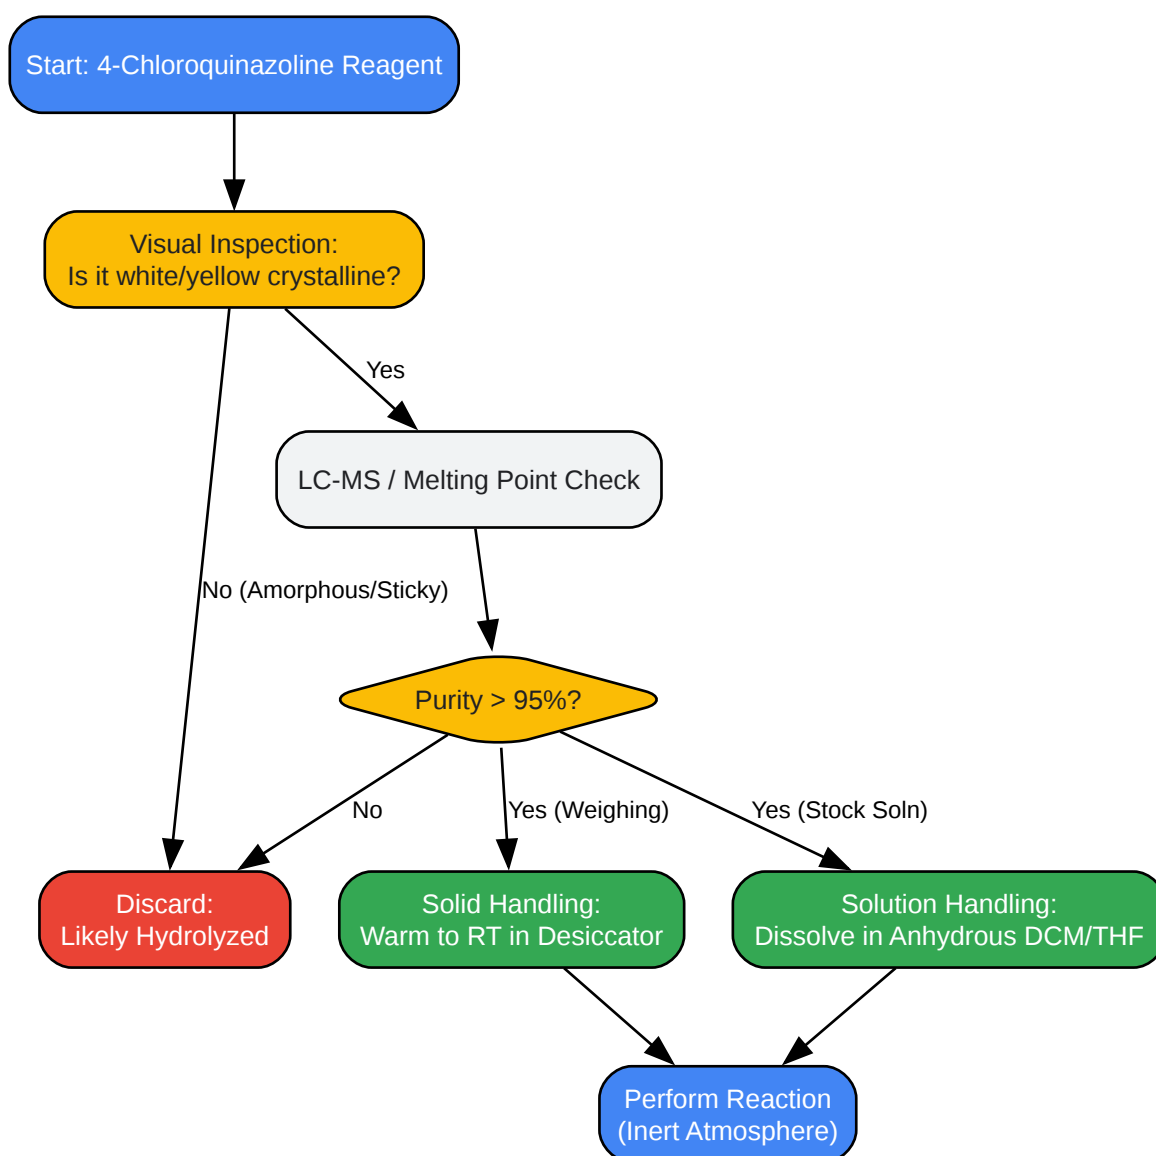 Start: 4-Chloroquinazoline Reagent
Visual Inspection:
Is it white/yellow crystalline?
Yes
LC-MS / Melting Point Check
No (Amorphous/Sticky)
Purity > 95%?
No
Yes (Weighing)
Yes (Stock Soln)
Discard:
Likely Hydrolyzed
Solid Handling:
Warm to RT in Desiccator
Solution Handling:
Dissolve in Anhydrous DCM/THF
Perform Reaction
(Inert Atmosphere)